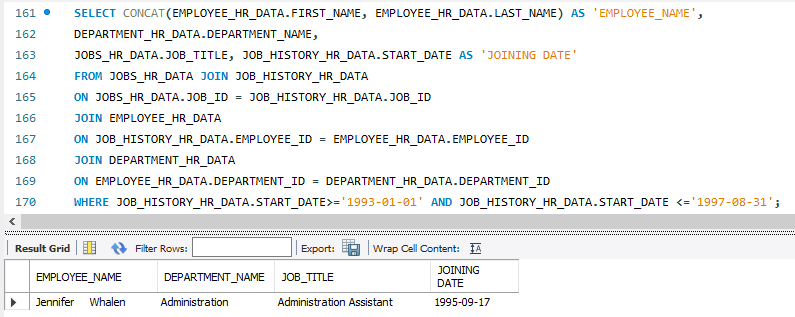 161 SELECT CONCAT(EMPLOYEE_HR_DATA.FIRST_NAME, EMPLOYEE_HR_DATA.LAST_NAME) AS 'EMPLOYEE_NAME',
162 DEPARTMENT_HR_DATA.DEPARTMENT_NAME,
163 JOBS_HR_DATA.JOB_TITLE, JOB_HISTORY_HR_DATA.START_DATE AS 'JOINING DATE'
164 FROM JOBS_HR_DATA JOIN JOB_HISTORY_HR_DATA
165 ON JOBS_HR_DATA.JOB_ID = JOB_HISTORY_HR_DATA.JOB_ID
166 JOIN EMPLOYEE_HR_DATA
167 ON JOB_HISTORY_HR_DATA.EMPLOYEE_ID = EMPLOYEE_HR_DATA.EMPLOYEE_ID
168 JOIN DEPARTMENT_HR_DATA
169 ON EMPLOYEE_HR_DATA.DEPARTMENT_ID = DEPARTMENT_HR_DATA.DEPARTMENT_ID
170 WHERE JOB_HISTORY_HR_DATA.START_DATE>='1993-01-01' AND JOB_HISTORY_HR_DATA.START_DATE <='1997-08-31';
Result Grid Filter Rows: Export: Wrap Cell Content:
EMPLOYEE_NAME DEPARTMENT_NAME JOB_TITLE JOINING DATE
Jennifer Whalen Administration Administration Assistant 1995-09-17